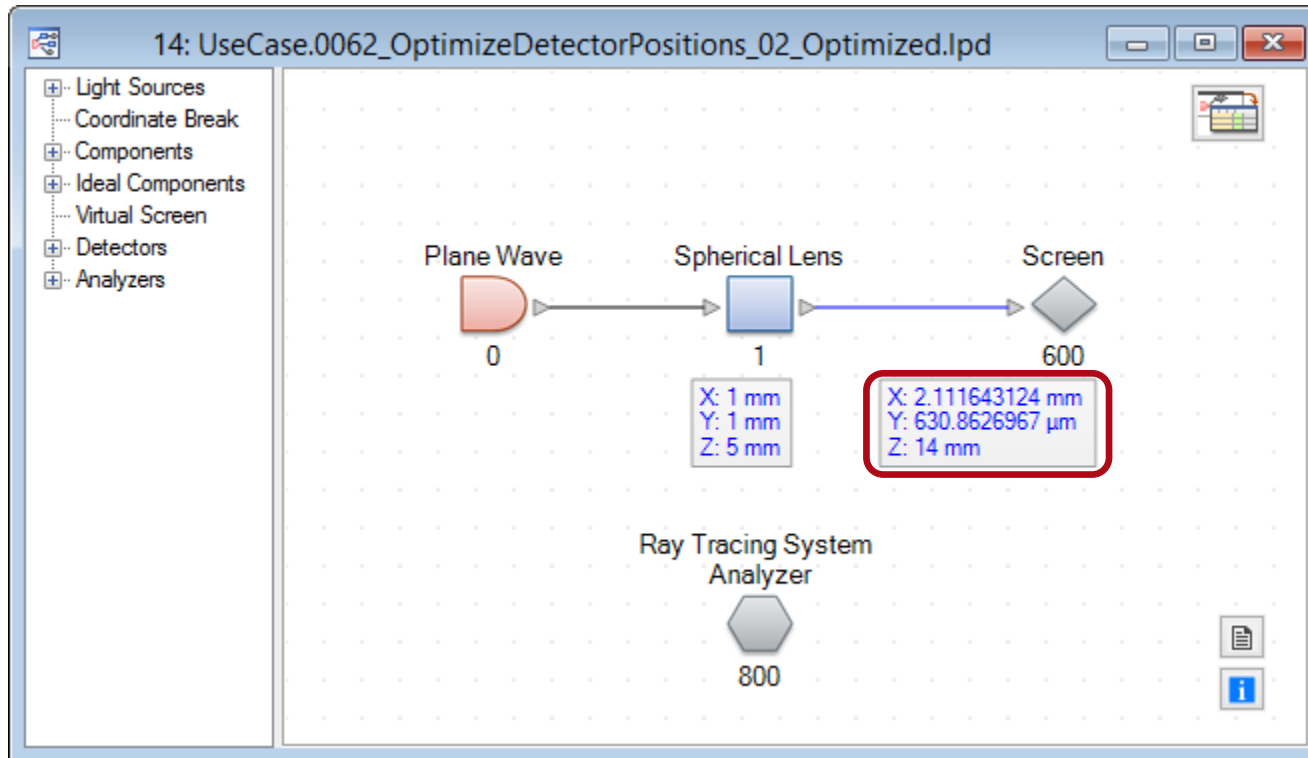 14: UseCase.0062_OptimizeDetectorPositions_02_Optimized.lpd
Light Sources
Coordinate Break
Components
Ideal Components
Virtual Screen
Detectors
Analyzers
Plane Wave
Spherical Lens
Screen
0
1
600
X: 1 mm
Y: 1 mm
Z: 5 mm
X: 2.111643124 mm
Y: 630.8626967 µm
Z: 14 mm
Ray Tracing System
Analyzer
800